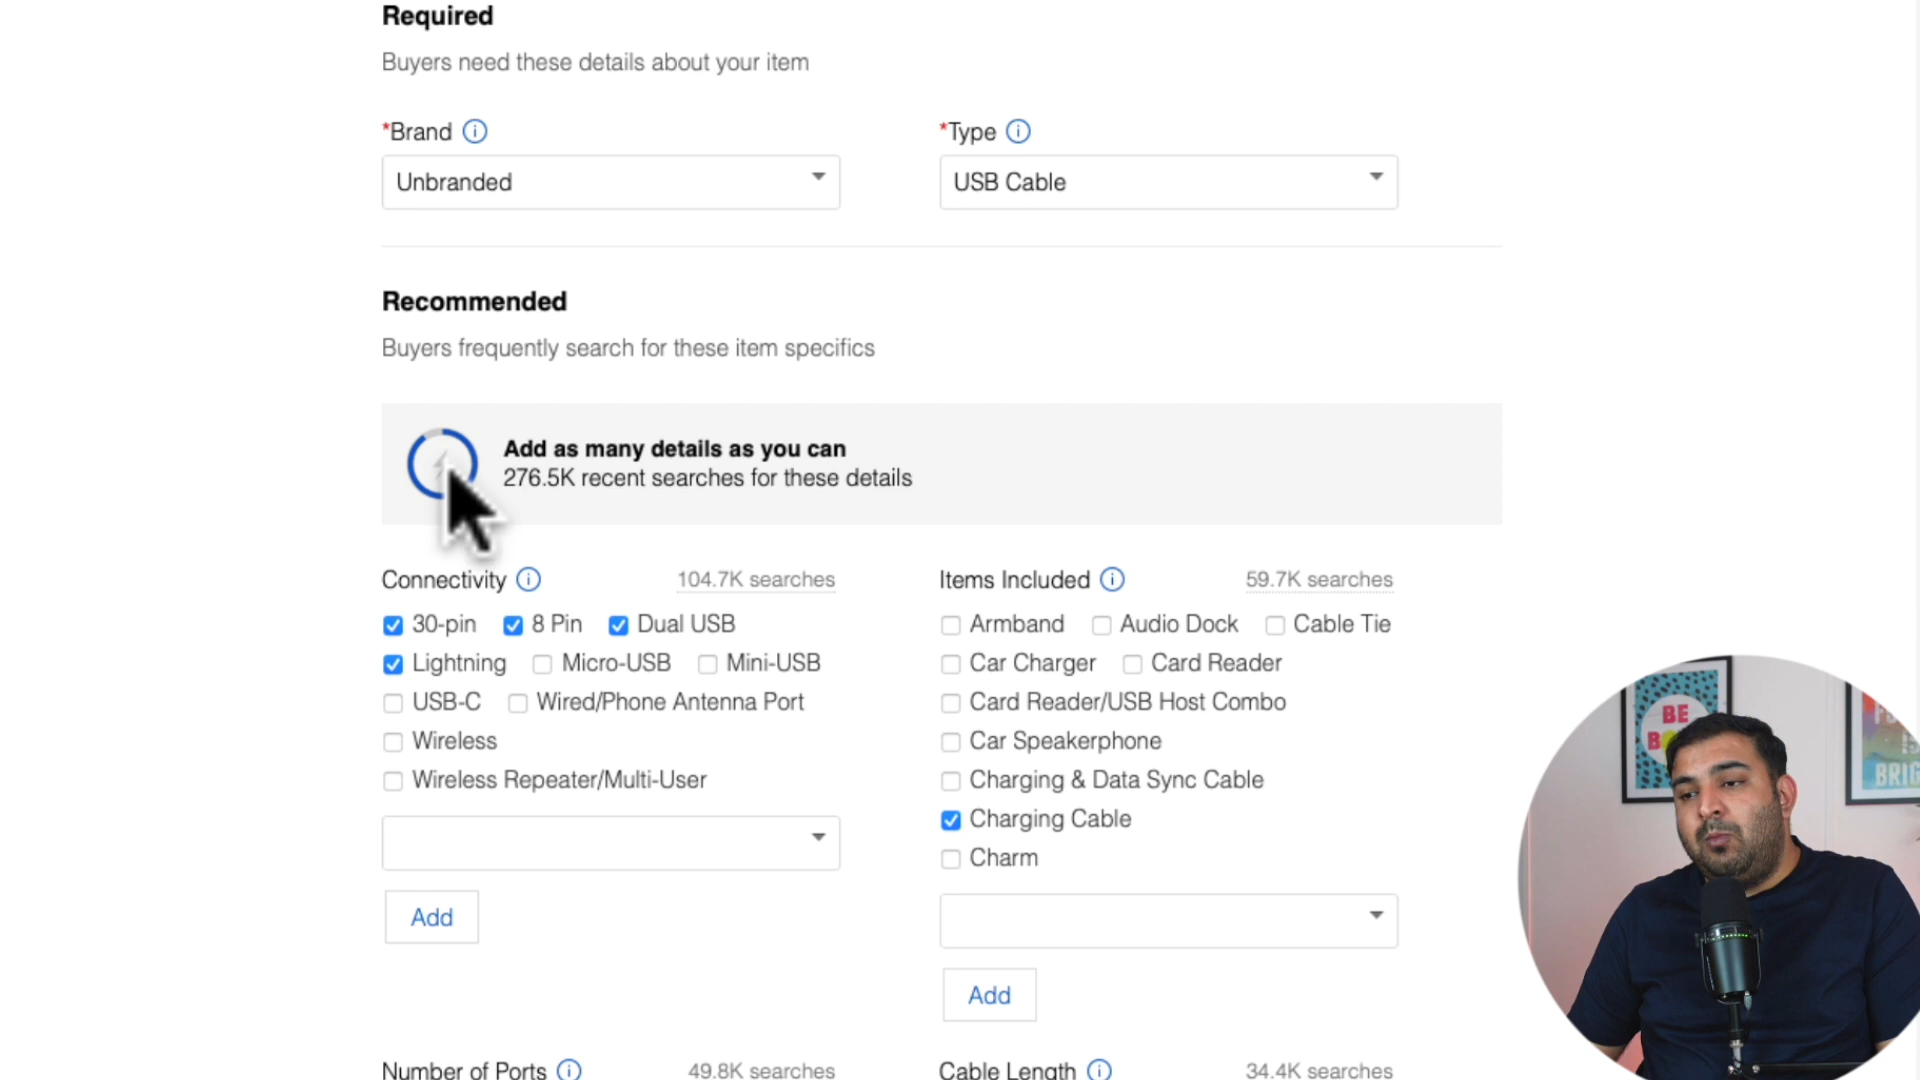 Required
Buyers need these details about your item
*Brand
*Type
Unbranded
USB Cable
Recommended
Buyers frequently search for these item specifics
Add as many details as you can
276.5K recent searches for these details
Connectivity 104.7K searches
30-pin 8 Pin Dual USB
Lightning Micro-USB Mini-USB
USB-C Wired/Phone Antenna Port
Wireless
Wireless Repeater/Multi-User
Add
Items Included 59.7K searches
Armband Audio Dock Cable Tie
Car Charger Card Reader
Card Reader/USB Host Combo
Car Speakerphone
Charging & Data Sync Cable
Charging Cable
Charm
Add
Number of Ports 49.8K searches
Cable Length 34.4K searches
BE